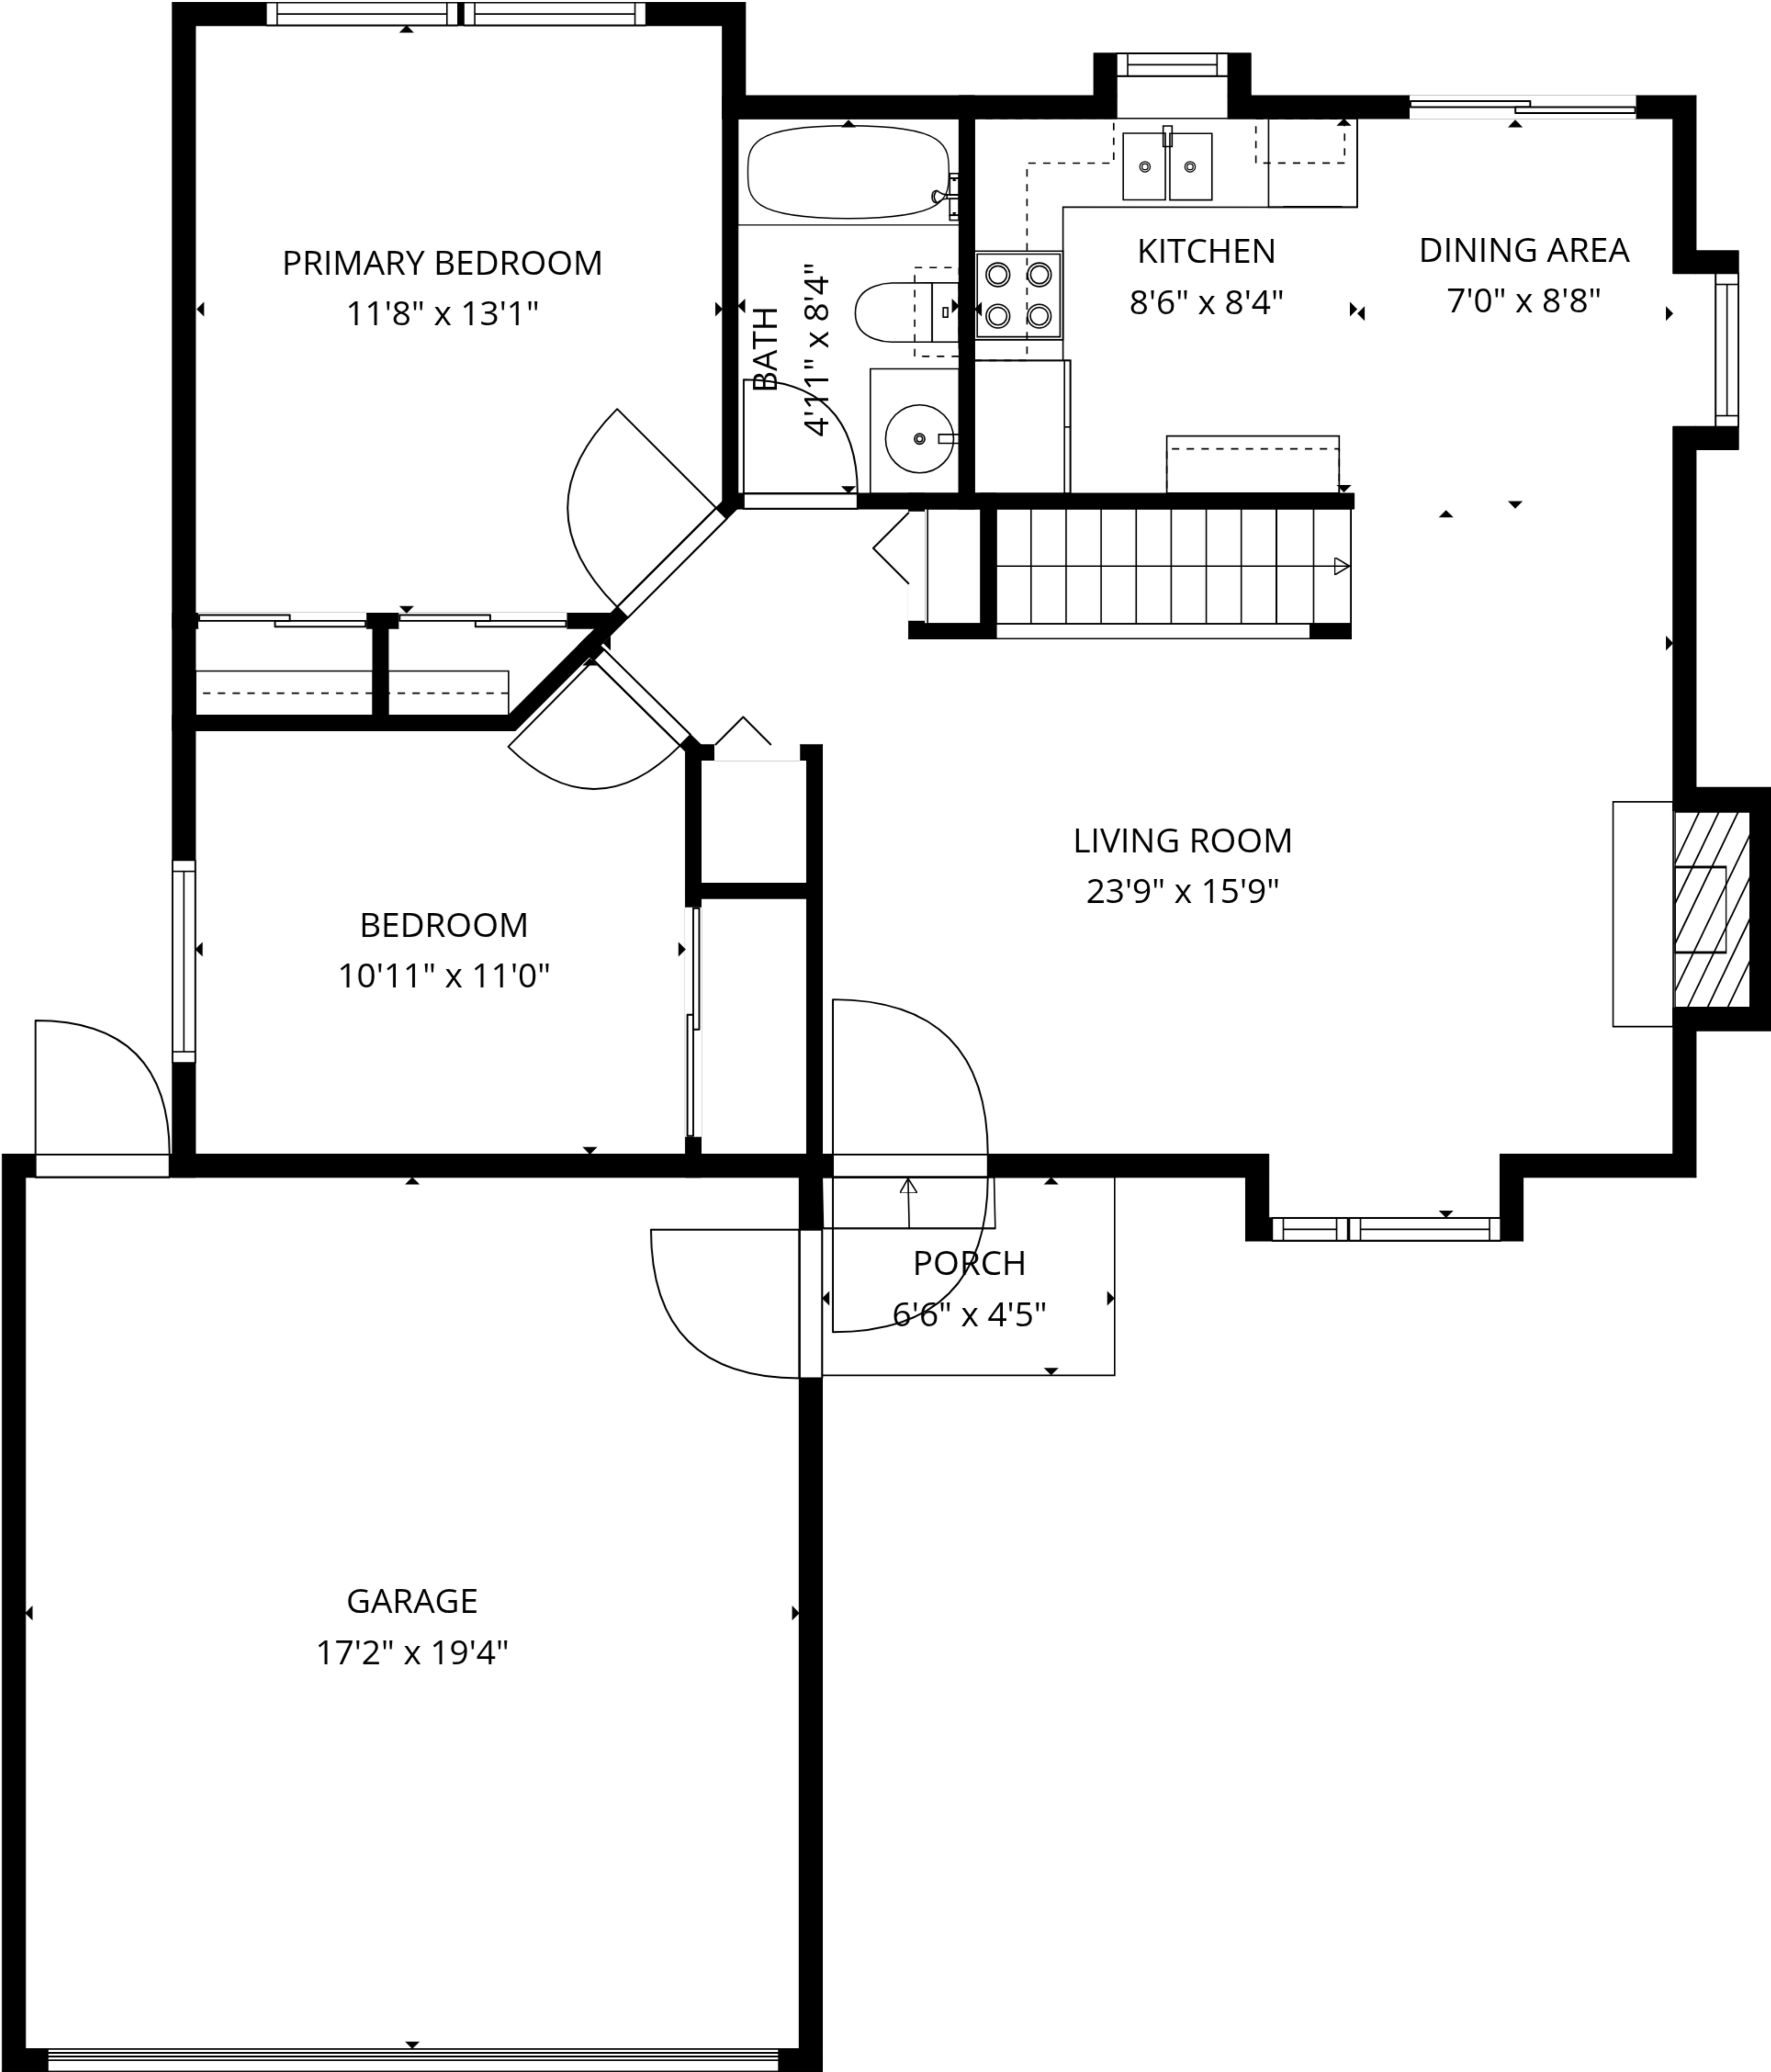 PRIMARY BEDROOM
11'8" x 13'1"
BATH
4'11" x 8'4"
KITCHEN
8'6" x 8'4"
DINING AREA
7'0" x 8'8"
LIVING ROOM
23'9" x 15'9"
BEDROOM
10'11" x 11'0"
PORCH
6'6" x 4'5"
GARAGE
17'2" x 19'4"